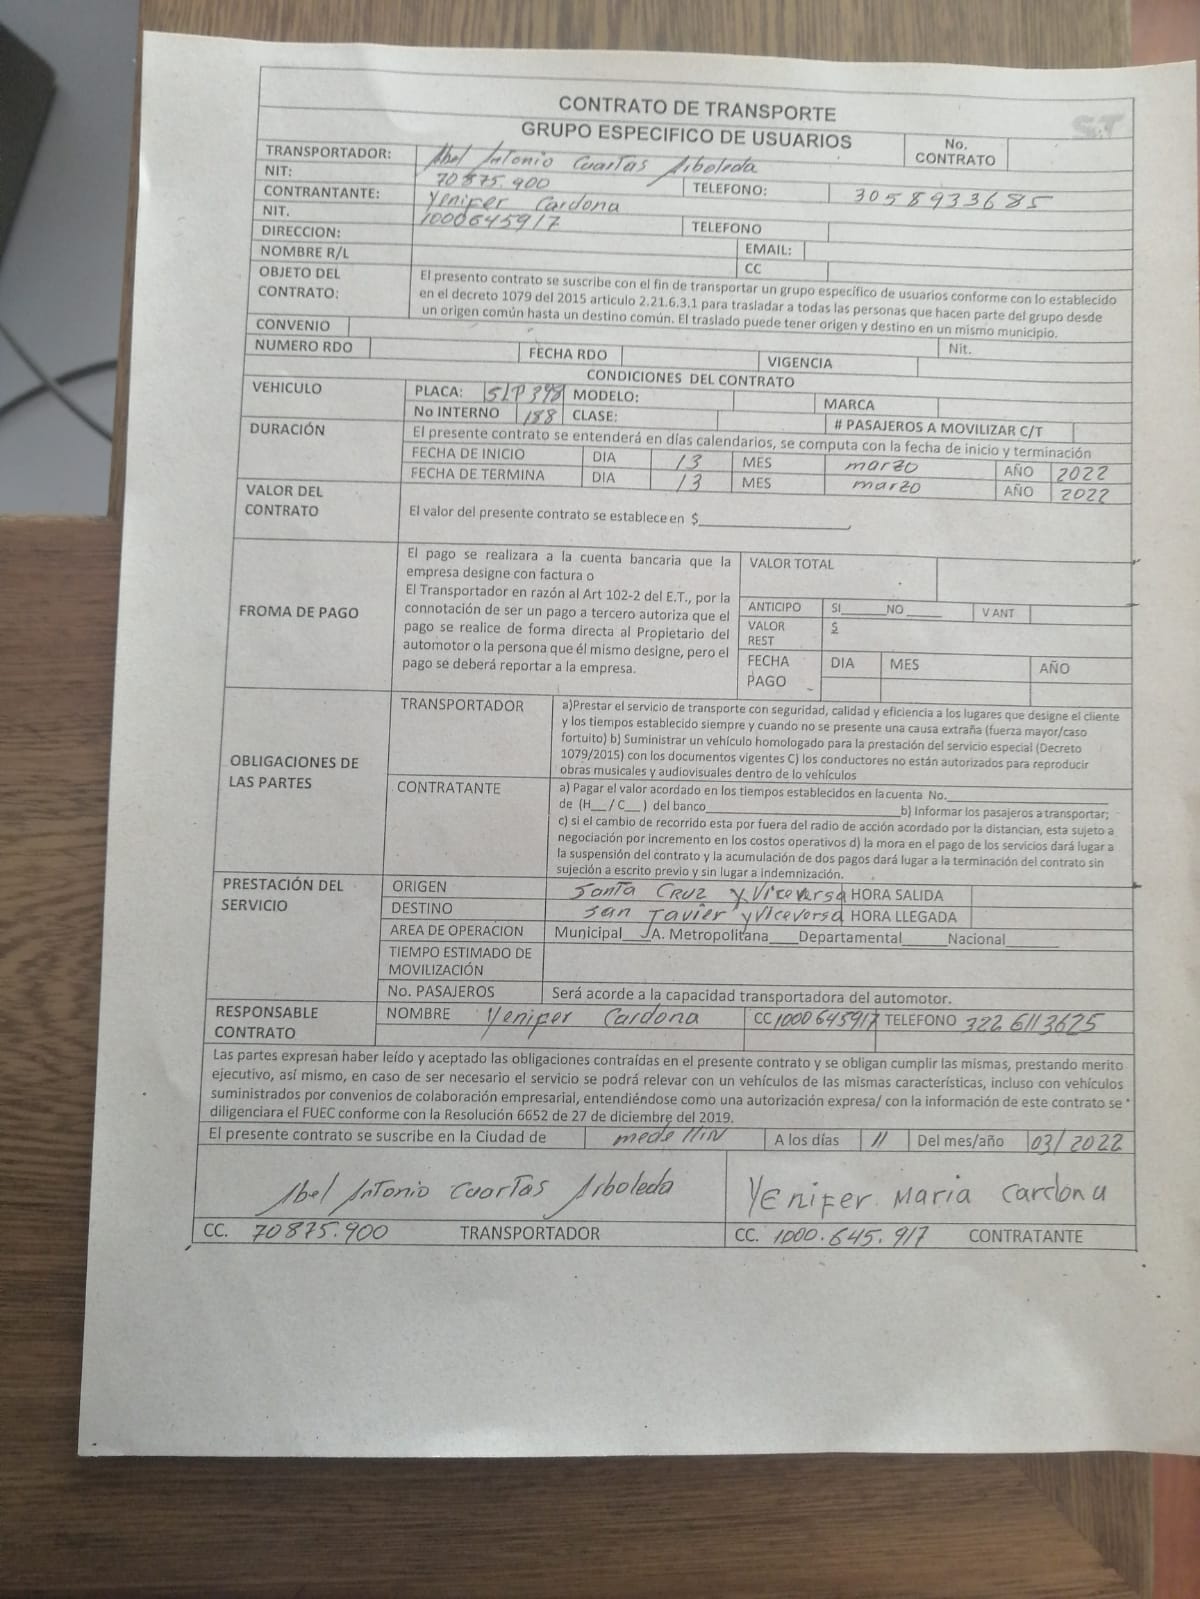 CONTRATO DE TRANSPORTE
GRUPO ESPECIFICO DE USUARIOS
ST
No. CONTRATO
TRANSPORTADOR: Abel Antonio Cuartas Arboleda
NIT: 70875.900 TELEFONO: 3058933685
CONTRANTANTE: Yenifer Cardona
NIT. 1000645917 TELEFONO
DIRECCION: EMAIL:
NOMBRE R/L CC
OBJETO DEL CONTRATO:
El presento contrato se suscribe con el fin de transportar un grupo específico de usuarios conforme con lo establecido
en el decreto 1079 del 2015 articulo 2.21.6.3.1 para trasladar a todas las personas que hacen parte del grupo desde
un origen común hasta un destino común. El traslado puede tener origen y destino en un mismo municipio.
CONVENIO Nit.
NUMERO RDO FECHA RDO VIGENCIA
CONDICIONES DEL CONTRATO
VEHICULO PLACA: SLP398 MODELO: MARCA
No INTERNO 188 CLASE: # PASAJEROS A MOVILIZAR C/T
DURACIÓN El presente contrato se entenderá en días calendarios, se computa con la fecha de inicio y terminación
FECHA DE INICIO DIA 13 MES marzo AÑO 2022
FECHA DE TERMINA DIA 13 MES marzo AÑO 2022
VALOR DEL CONTRATO El valor del presente contrato se establece en $
FROMA DE PAGO
El pago se realizara a la cuenta bancaria que la
empresa designe con factura o
El Transportador en razón al Art 102-2 del E.T., por la
connotación de ser un pago a tercero autoriza que el
pago se realice de forma directa al Propietario del
automotor o la persona que él mismo designe, pero el
pago se deberá reportar a la empresa.
VALOR TOTAL
ANTICIPO SI______NO ______ V ANT
VALOR REST $
FECHA PAGO DIA MES AÑO
OBLIGACIONES DE LAS PARTES
TRANSPORTADOR
a)Prestar el servicio de transporte con seguridad, calidad y eficiencia a los lugares que designe el cliente
y los tiempos establecido siempre y cuando no se presente una causa extraña (fuerza mayor/caso
fortuito) b) Suministrar un vehículo homologado para la prestación del servicio especial (Decreto
1079/2015) con los documentos vigentes C) los conductores no están autorizados para reproducir
obras musicales y audiovisuales dentro de lo vehículos
CONTRATANTE
a) Pagar el valor acordado en los tiempos establecidos en la cuenta No.
de (H__ / C__ ) del banco____________________b) Informar los pasajeros a transportar;
c) si el cambio de recorrido esta por fuera del radio de acción acordado por la distancian, esta sujeto a
negociación por incremento en los costos operativos d) la mora en el pago de los servicios dará lugar a
la suspensión del contrato y la acumulación de dos pagos dará lugar a la terminación del contrato sin
sujeción a escrito previo y sin lugar a indemnización.
PRESTACIÓN DEL SERVICIO
ORIGEN Santa Cruz y Viceversa HORA SALIDA
DESTINO San Javier y viceversa HORA LLEGADA
AREA DE OPERACION Municipal____A. Metropolitana____Departamental______Nacional_______
TIEMPO ESTIMADO DE MOVILIZACIÓN
No. PASAJEROS Será acorde a la capacidad transportadora del automotor.
RESPONSABLE CONTRATO NOMBRE Yenifer Cardona CC 1000645917 TELEFONO 322 6113625
Las partes expresan haber leído y aceptado las obligaciones contraídas en el presente contrato y se obligan cumplir las mismas, prestando merito
ejecutivo, así mismo, en caso de ser necesario el servicio se podrá relevar con un vehículos de las mismas características, incluso con vehículos
suministrados por convenios de colaboración empresarial, entendiéndose como una autorización expresa/ con la información de este contrato se
diligenciara el FUEC conforme con la Resolución 6652 de 27 de diciembre del 2019.
El presente contrato se suscribe en la Ciudad de medellin A los días 11 Del mes/año 03/2022
Abel Antonio Cuartas Arboleda Yenifer Maria Cardona
CC. 70875.900 TRANSPORTADOR CC. 1000.645.917 CONTRATANTE